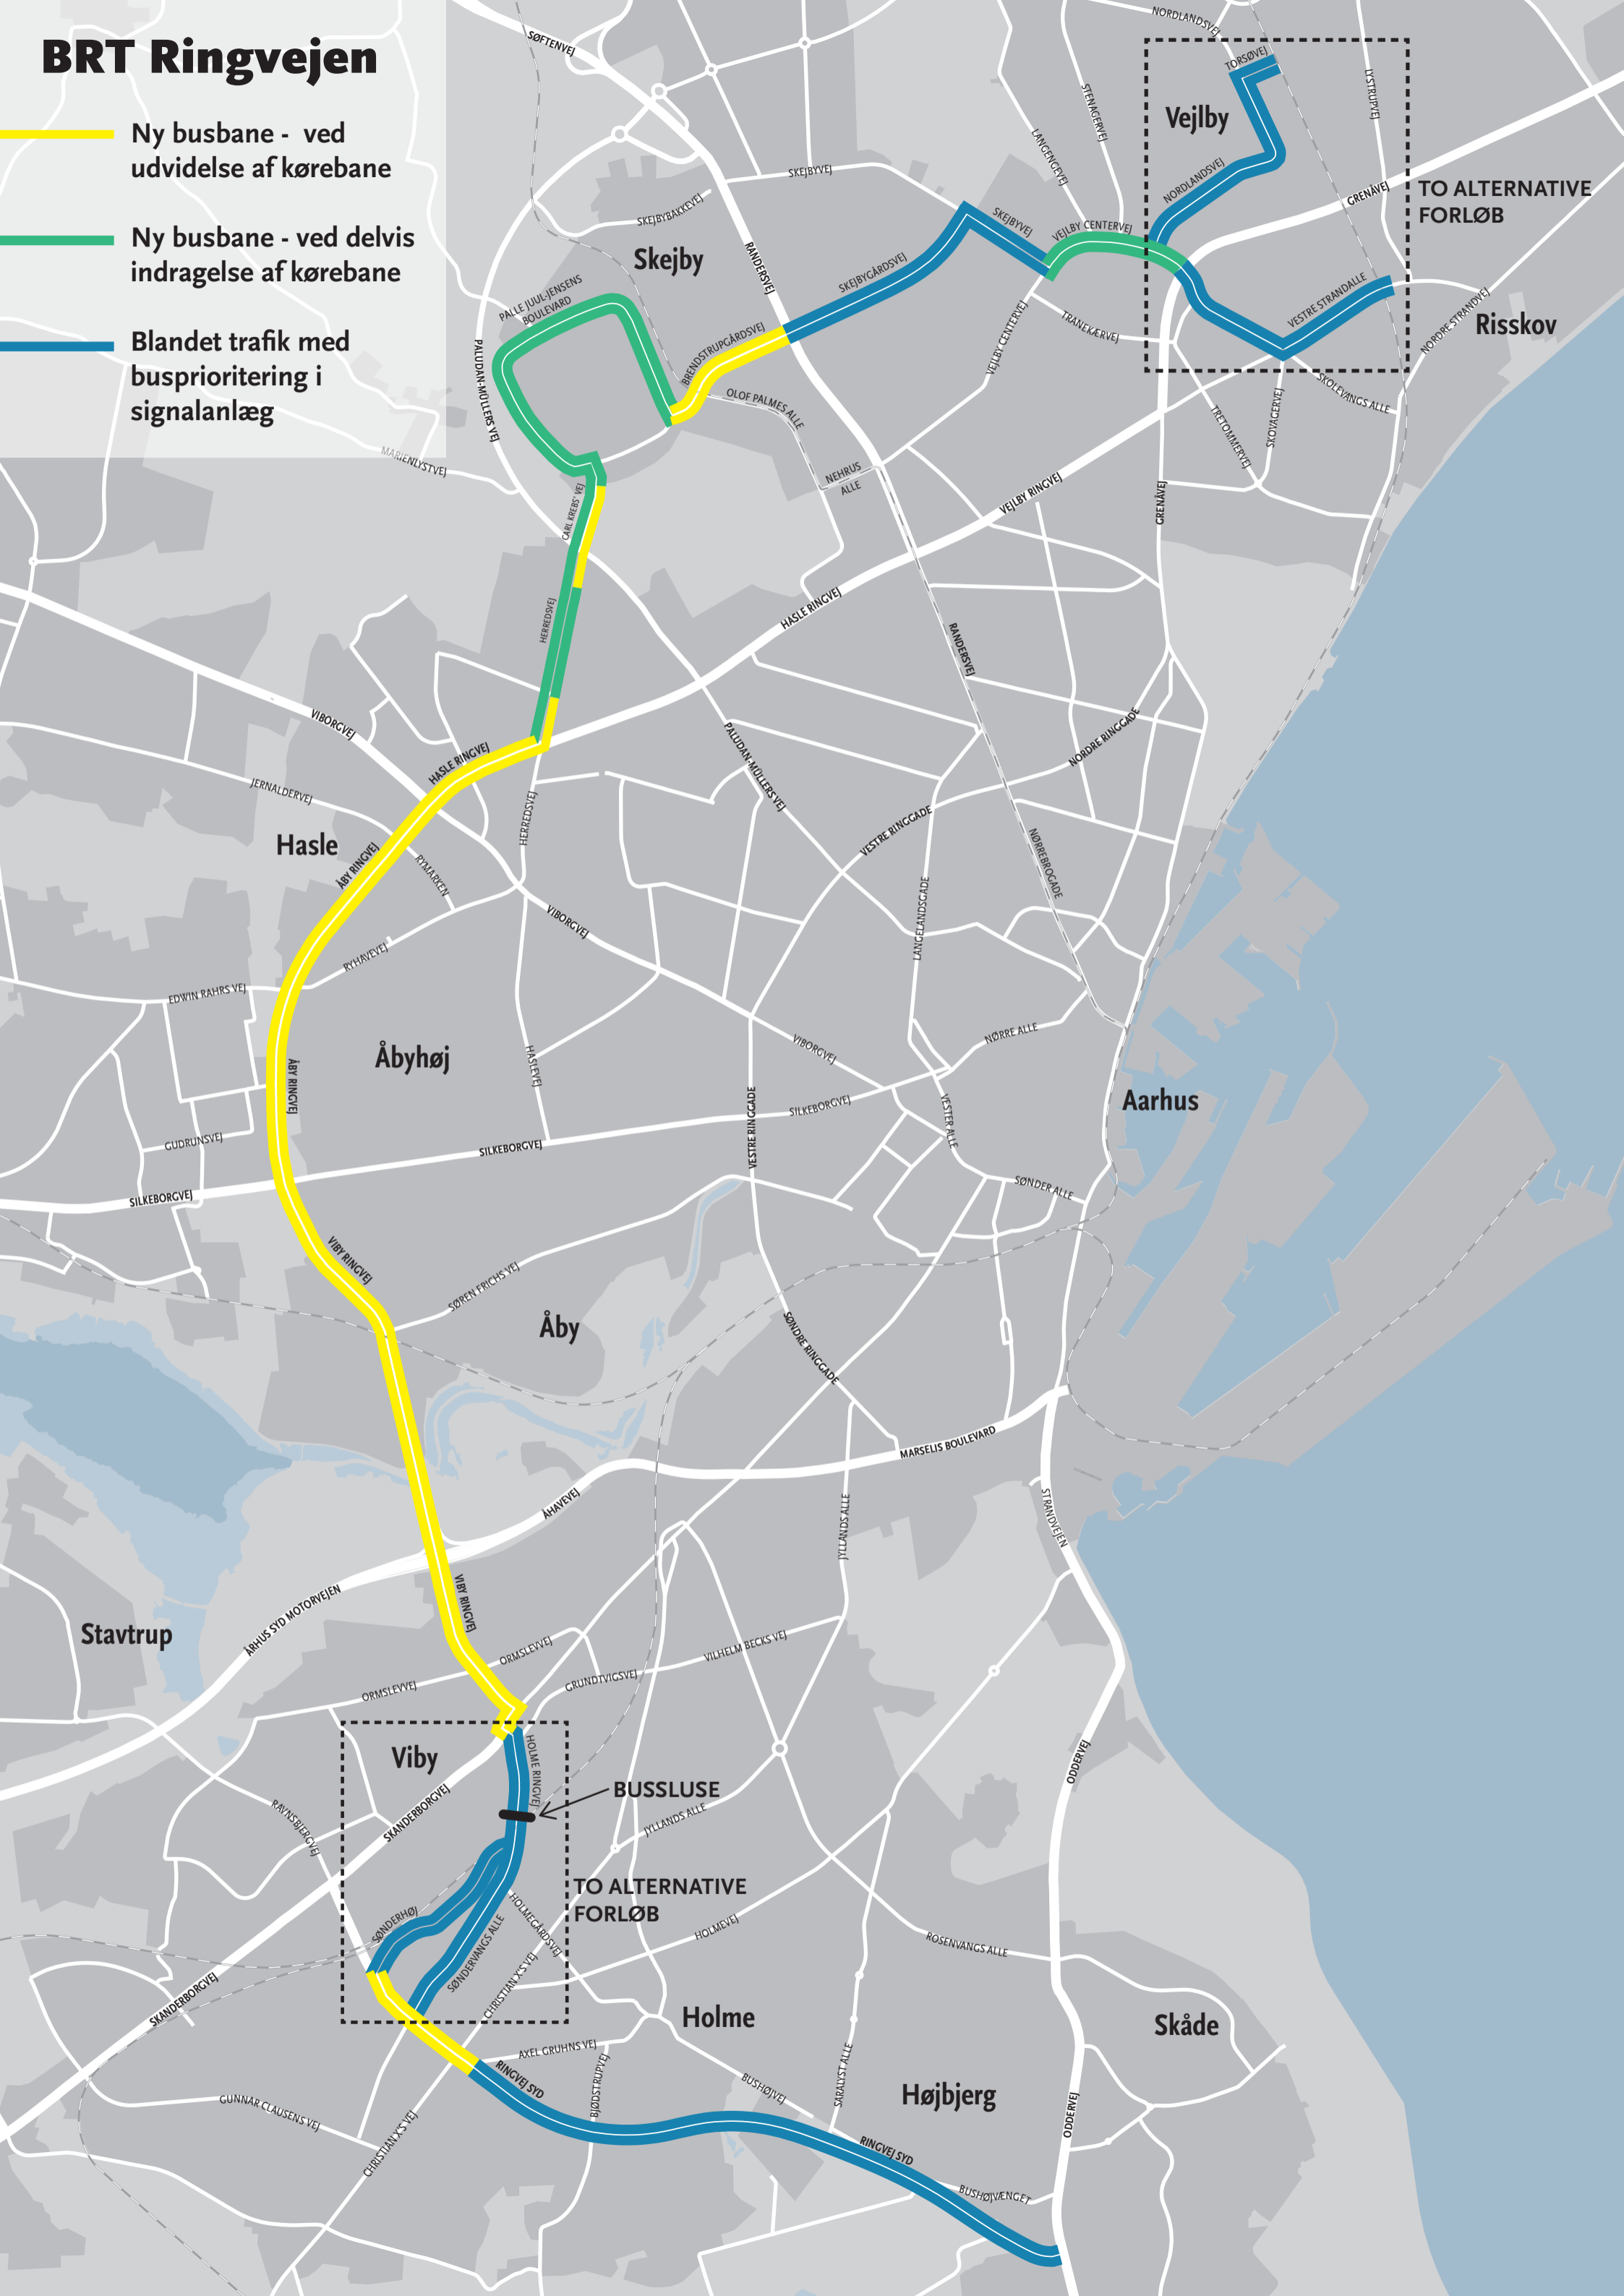 BRT Ringvejen
Ny busbane -  ved
udvidelse af kørebane
Ny busbane - ved delvis
indragelse af kørebane
Blandet trafik med
busprioritering i
signalanlæg
SØFTENVEJ
NORDLANDSVEJ
TORSØVEJ
LYSTRUPVEJ
STENAGERVEJ
Vejlby
LANGENGEVEJ
SKEJBYVEJ
NORDLANDSVEJ
GRENÅVEJ
TO ALTERNATIVE
FORLØB
SKEJBYBAKKEVEJ
SKEJBYVEJ
VEJLBY CENTERVEJ
Skejby
RANDERSVEJ
SKEJBYGÅRDSVEJ
PALLE JUUL-JENSENS
BOULEVARD
VESTRE STRANDALLE
NORDRE STRANDVEJ
Risskov
BRENDSTRUPGÅRDSVEJ
VEJLBY CENTERVEJ
TRANEKÆRVEJ
PALUDAN-MÜLLERS VEJ
OLOF PALMES ALLE
SKOLEVANGS ALLE
SKOVAGERVEJ
TRETOMMERVEJ
MARIENLYSTVEJ
NEHRUS
ALLE
VEJLBY RINGVEJ
GRENÅVEJ
CARL KREBS' VEJ
HASLE RINGVEJ
HERREDSVEJ
RANDERSVEJ
VIBORGVEJ
HASLE RINGVEJ
PALUDAN-MÜLLERS VEJ
NORDRE RINGGADE
JERNALDERVEJ
HERREDSVEJ
VESTRE RINGGADE
Hasle
ÅBY RINGVEJ
RYMARKEN
NØRREBROGADE
LANGELANDSGADE
VIBORGVEJ
RYHAVEVEJ
EDWIN RAHRS VEJ
NØRRE ALLE
VIBORGVEJ
Åbyhøj
HASLEVEJ
ÅBY RINGVEJ
Aarhus
VESTRE RINGGADE
SILKEBORGVEJ
VESTER ALLE
GUDRUNSVEJ
SILKEBORGVEJ
SILKEBORGVEJ
SØNDER ALLE
VIBY RINGVEJ
SØREN FRICHS VEJ
Åby
SØNDRE RINGGADE
MARSELIS BOULEVARD
ÅHAVEVEJ
JYLLANDS ALLE
STRANDVEJEN
VIBY RINGVEJ
ÅRHUS SYD MOTORVEJEN
Stavtrup
ORMSLEVVEJ
VILHELM BECKS VEJ
GRUNDTVIGSVEJ
ORMSLEVVEJ
Viby
HOLME RINGVEJ
ODDERVEJ
BUSSLUSE
JYLLANDS ALLE
RAVNSBJERGVEJ
SKANDERBORGVEJ
TO ALTERNATIVE
FORLØB
SØNDERHØJ
HOLMEGÅRDSVEJ
HOLMEVEJ
ROSENVANGS ALLE
SØNDERVANGS ALLE
CHRISTIAN X'S VEJ
SKANDERBORGVEJ
Holme
Skåde
AXEL GRUHNS VEJ
RINGVEJ SYD
BJØDSTRUPVEJ
BUSHØJVEJ
SARALYST ALLE
Højbjerg
GUNNAR CLAUSENS VEJ
CHRISTIAN X'S VEJ
ODDERVEJ
RINGVEJ SYD
BUSHØJVÆNGET